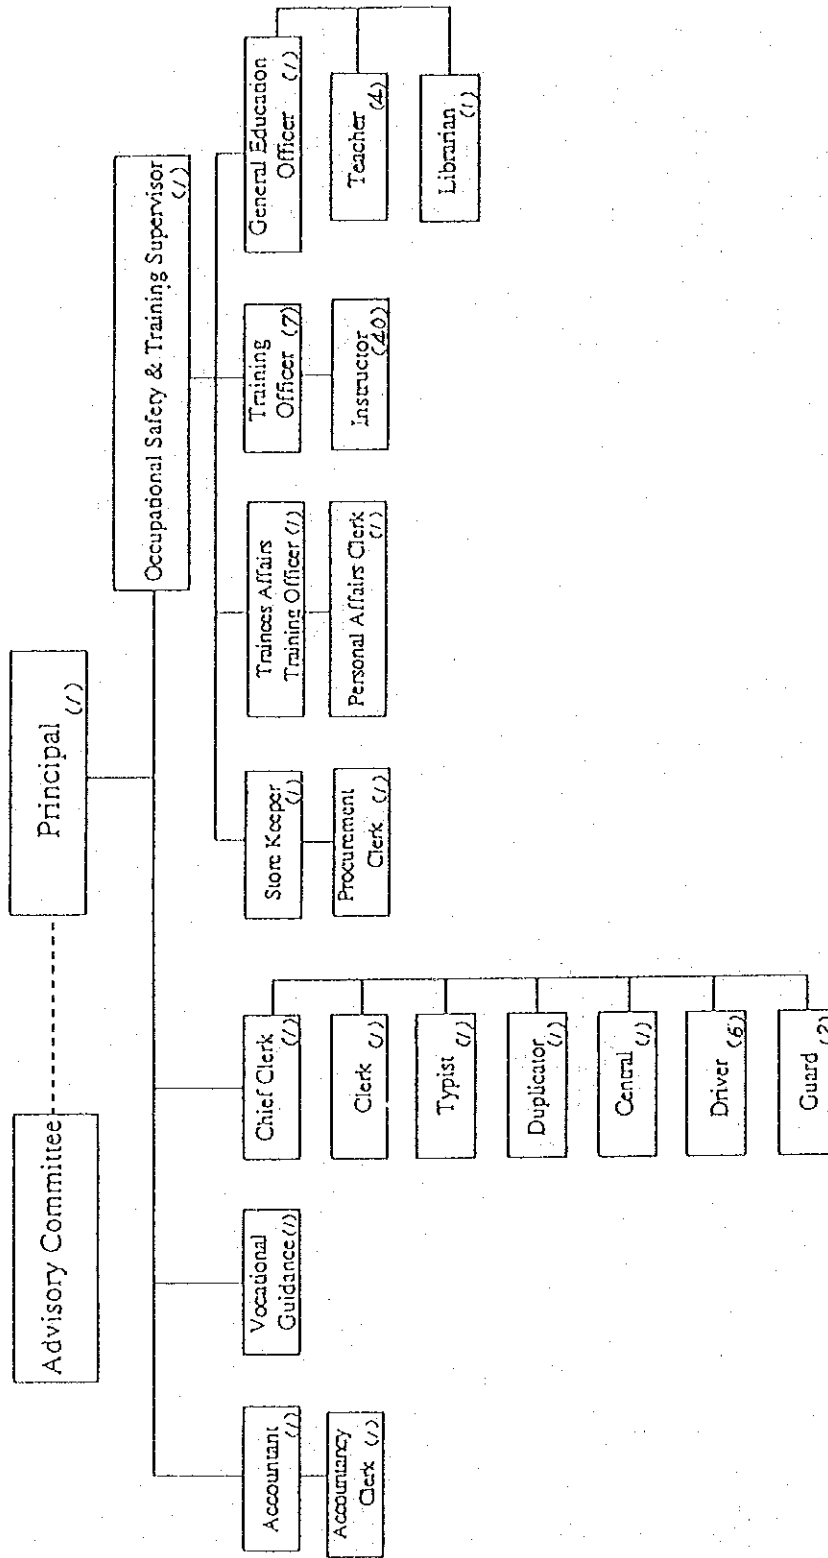 Advisory Committee
Principal
(1)
Occupational Safety & Training Supervisor
(1)
Accountant
(1)
Accountancy
Clerk (1)
Vocational
Guidance (1)
Chief Clerk
(1)
Clerk
(1)
Typist
(1)
Duplicator
(1)
Central
(1)
Driver
(6)
Guard
Store Keeper
(1)
Procurement
Clerk (1)
Trainees Affairs
Training Officer (1)
Personal Affairs Clerk
(1)
Training
Officer (7)
Instructor
(40)
General Education
Officer (1)
Teacher
(4)
Librarian
(1)